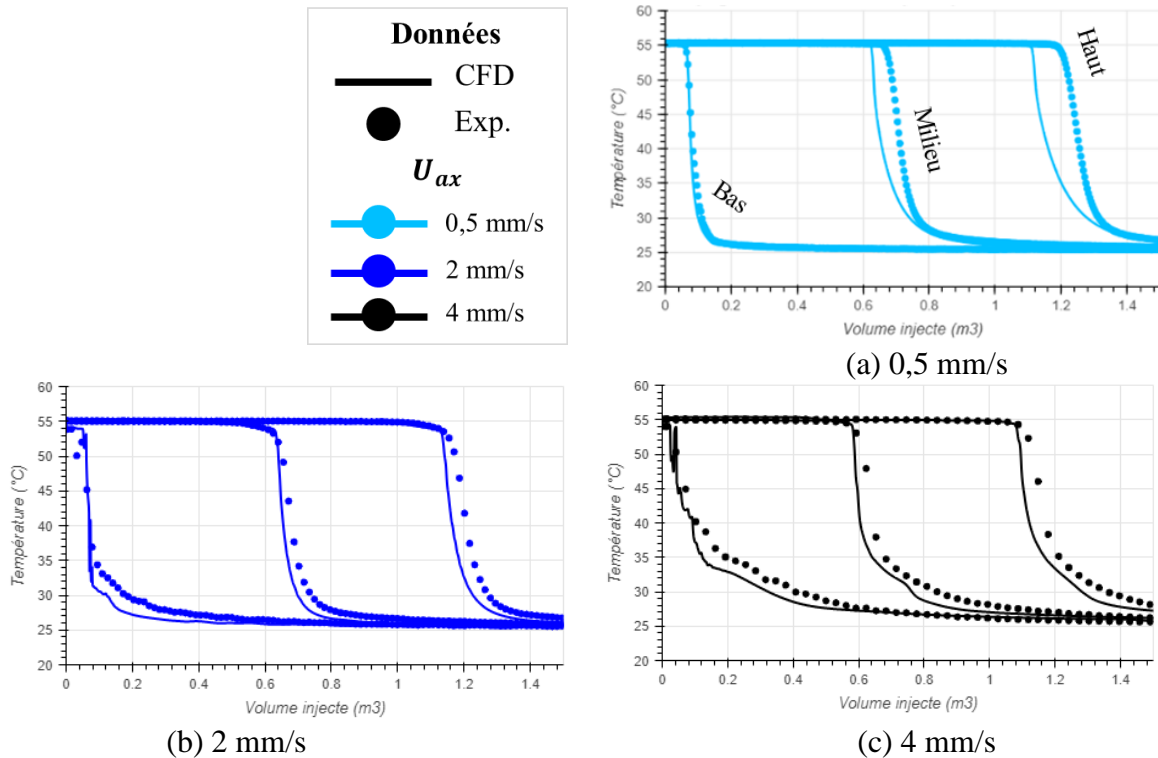 Données
CFD
Exp.
U_ax
0,5 mm/s
2 mm/s
4 mm/s
60
55
50
45
40
35
30
25
20
Température (°C)
Haut
Milieu
Bas
0 0.2 0.4 0.6 0.8 1 1.2 1.4
Volume injecte (m3)
(a) 0,5 mm/s
60
55
50
45
40
35
30
25
20
Température (°C)
0 0.2 0.4 0.6 0.8 1 1.2 1.4
Volume injecte (m3)
(b) 2 mm/s
60
55
50
45
40
35
30
25
20
Température (°C)
0 0.2 0.4 0.6 0.8 1 1.2 1.4
Volume injecte (m3)
(c) 4 mm/s